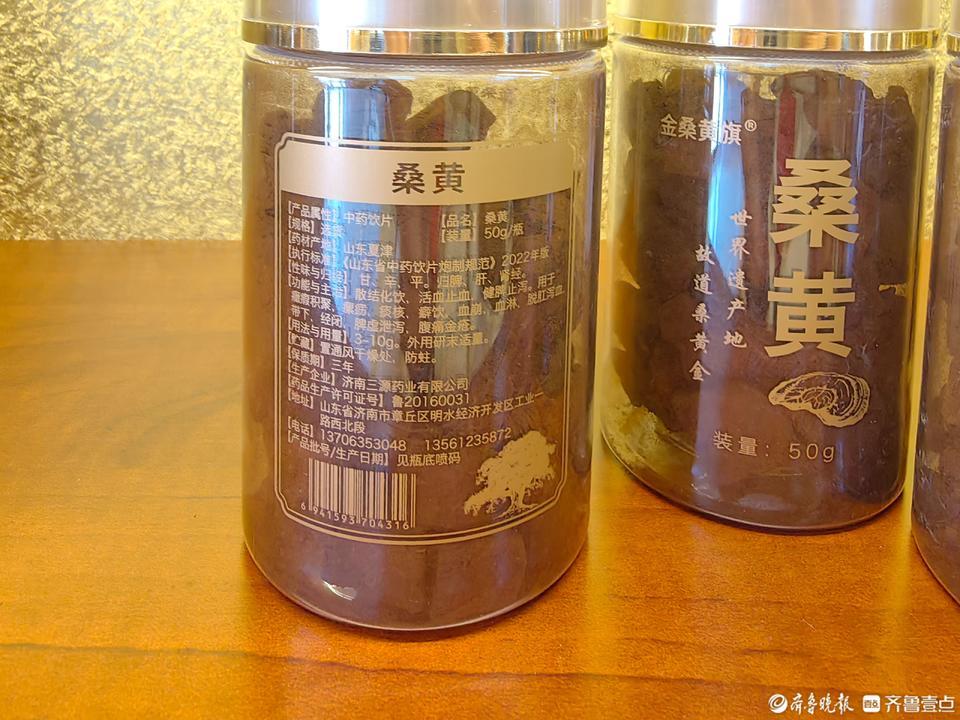 桑黄
【产品属性】中药饮片 【品名】桑黄
【规格】选货 【装量】50g/瓶
【药材产地】山东夏津
【执行标准】《山东省中药饮片炮制规范》2022年版
【性味与归经】甘、辛、平。归脾、肝、肾经。
【功能与主治】散结化饮、活血止血、健脾止泻。用于
癥瘕积聚、瘰疬、痰核、癖饮、血崩、血淋、脱肛泻血、
带下、经闭、脾虚泄泻、腹痛金疮。
【用法与用量】3-10g。外用研末适量。
【贮藏】置通风干燥处、防蛀。
【保质期】三年
【生产企业】济南三源药业有限公司
【药品生产许可证号】鲁20160031
【地址】山东省济南市章丘区明水经济开发区工业一
路西北段
【电话】13706353048 13561235872
【产品批号/生产日期】见瓶底喷码
6 941593 704316
金桑黄旗®
桑黄
世界遗产地
故道桑黄金
装量：50g
齐鲁晚报 齐鲁壹点